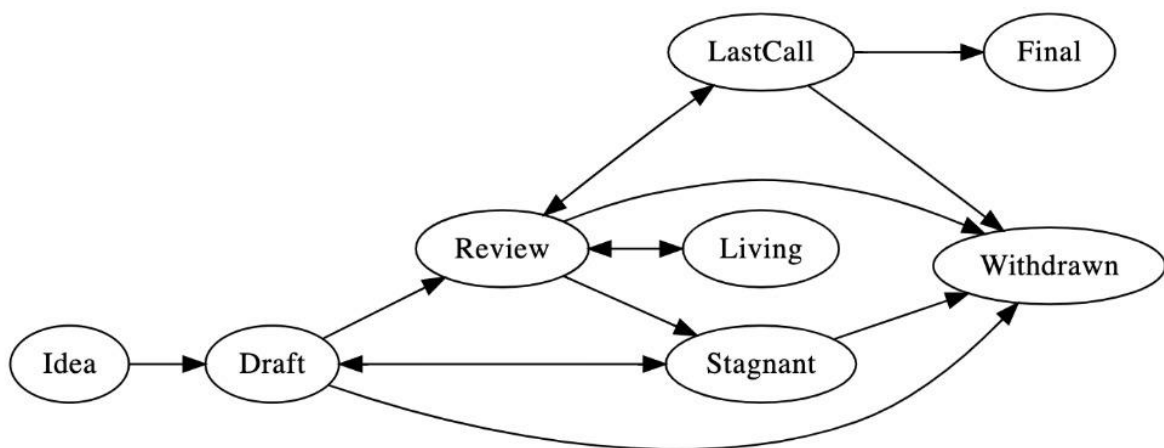 LastCall
Final
Review
Living
Withdrawn
Idea
Draft
Stagnant